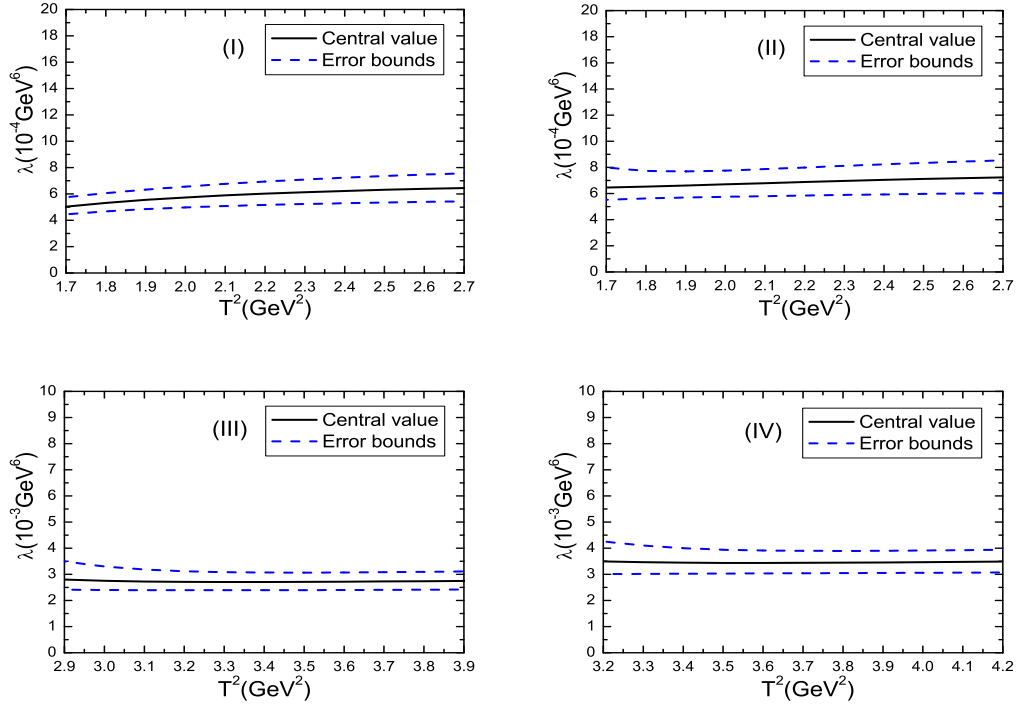 (I)
Central value
Error bounds
λ(10⁻⁴GeV⁶)
20
18
16
14
12
10
8
6
4
2
0
1.7 1.8 1.9 2.0 2.1 2.2 2.3 2.4 2.5 2.6 2.7
T²(GeV²)
(II)
Central value
Error bounds
λ(10⁻⁴GeV⁶)
20
18
16
14
12
10
8
6
4
2
0
1.7 1.8 1.9 2.0 2.1 2.2 2.3 2.4 2.5 2.6 2.7
T²(GeV²)
(III)
Central value
Error bounds
λ(10⁻³GeV⁶)
10
9
8
7
6
5
4
3
2
1
0
2.9 3.0 3.1 3.2 3.3 3.4 3.5 3.6 3.7 3.8 3.9
T²(GeV²)
(IV)
Central value
Error bounds
λ(10⁻³GeV⁶)
10
9
8
7
6
5
4
3
2
1
0
3.2 3.3 3.4 3.5 3.6 3.7 3.8 3.9 4.0 4.1 4.2
T²(GeV²)